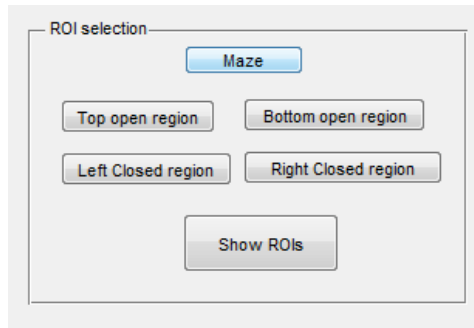 ROI selection
Maze
Top open region
Bottom open region
Left Closed region
Right Closed region
Show ROIs